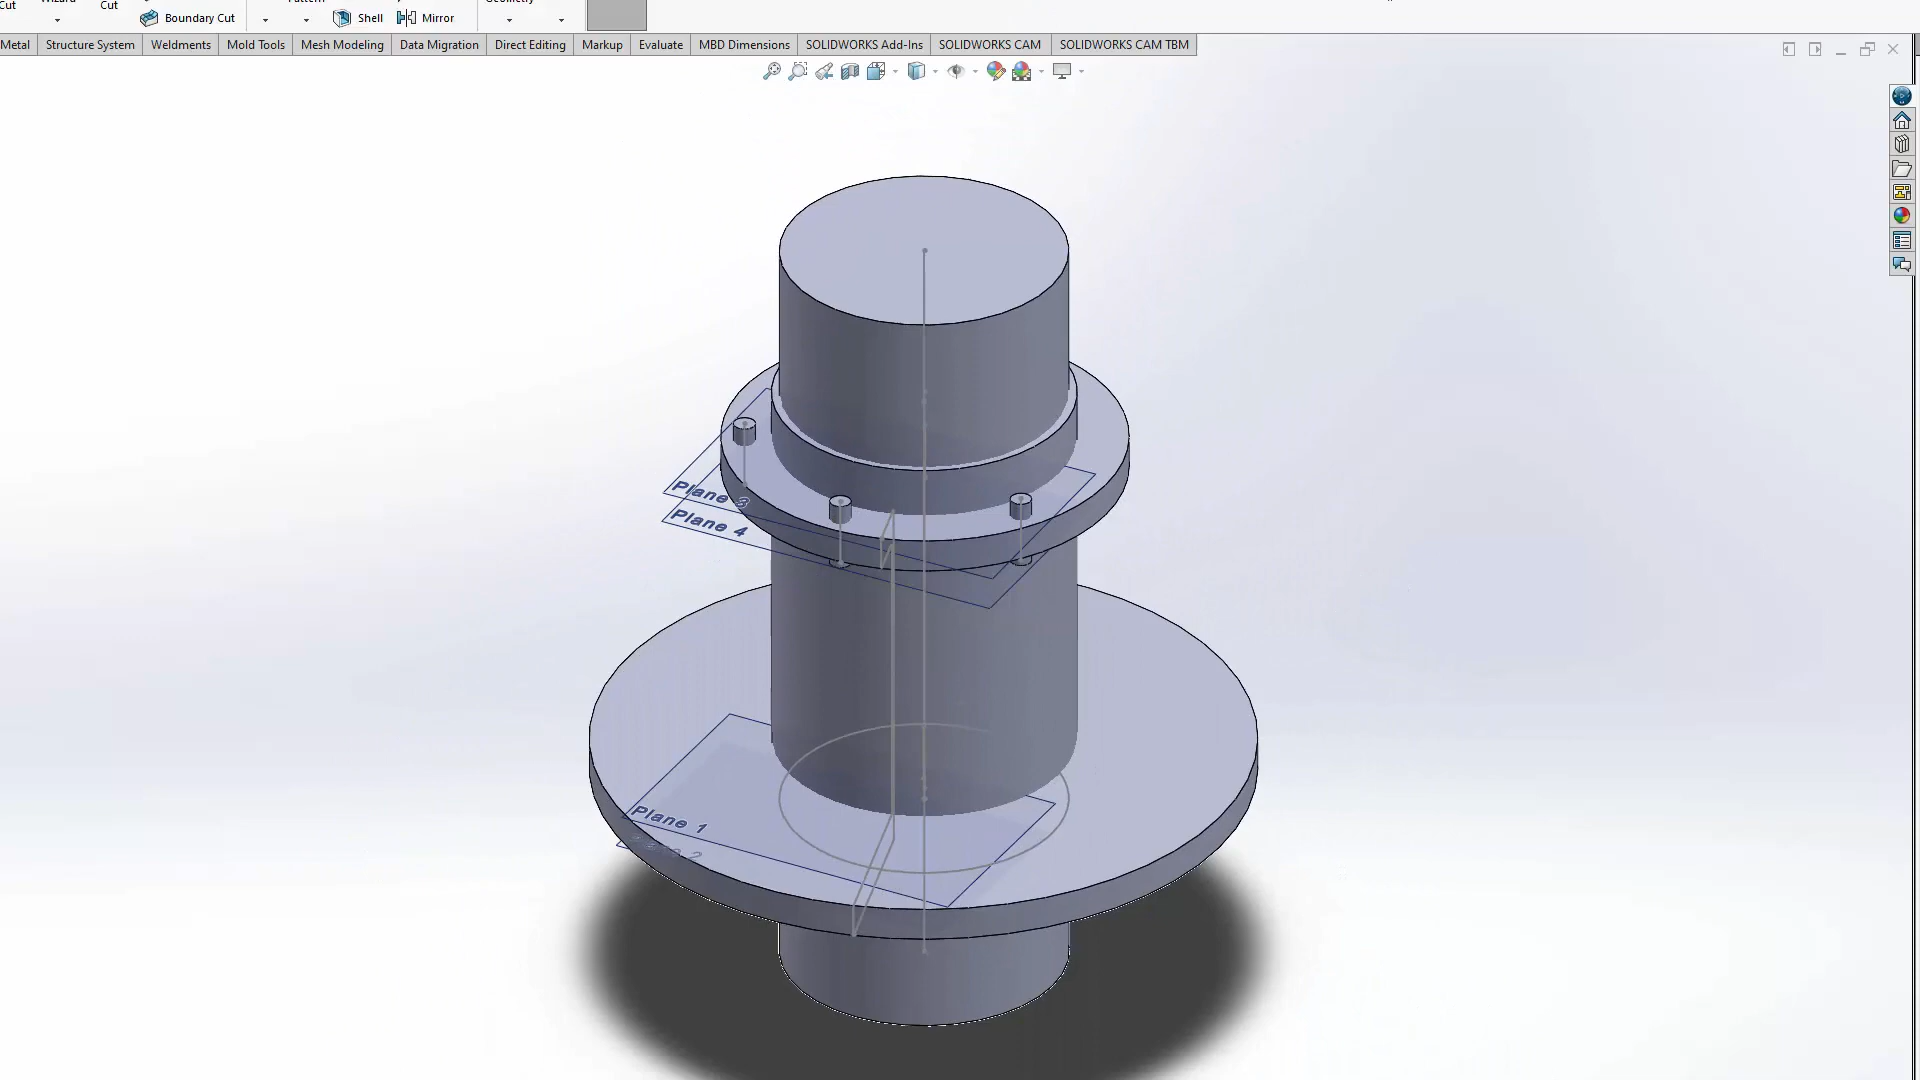 Cut
Cut
Boundary Cut
Shell
Mirror
Metal
Structure System
Weldments
Mold Tools
Mesh Modeling
Data Migration
Direct Editing
Markup
Evaluate
MBD Dimensions
SOLIDWORKS Add-Ins
SOLIDWORKS CAM
SOLIDWORKS CAM TBM
Plane 3
Plane 4
Plane 1